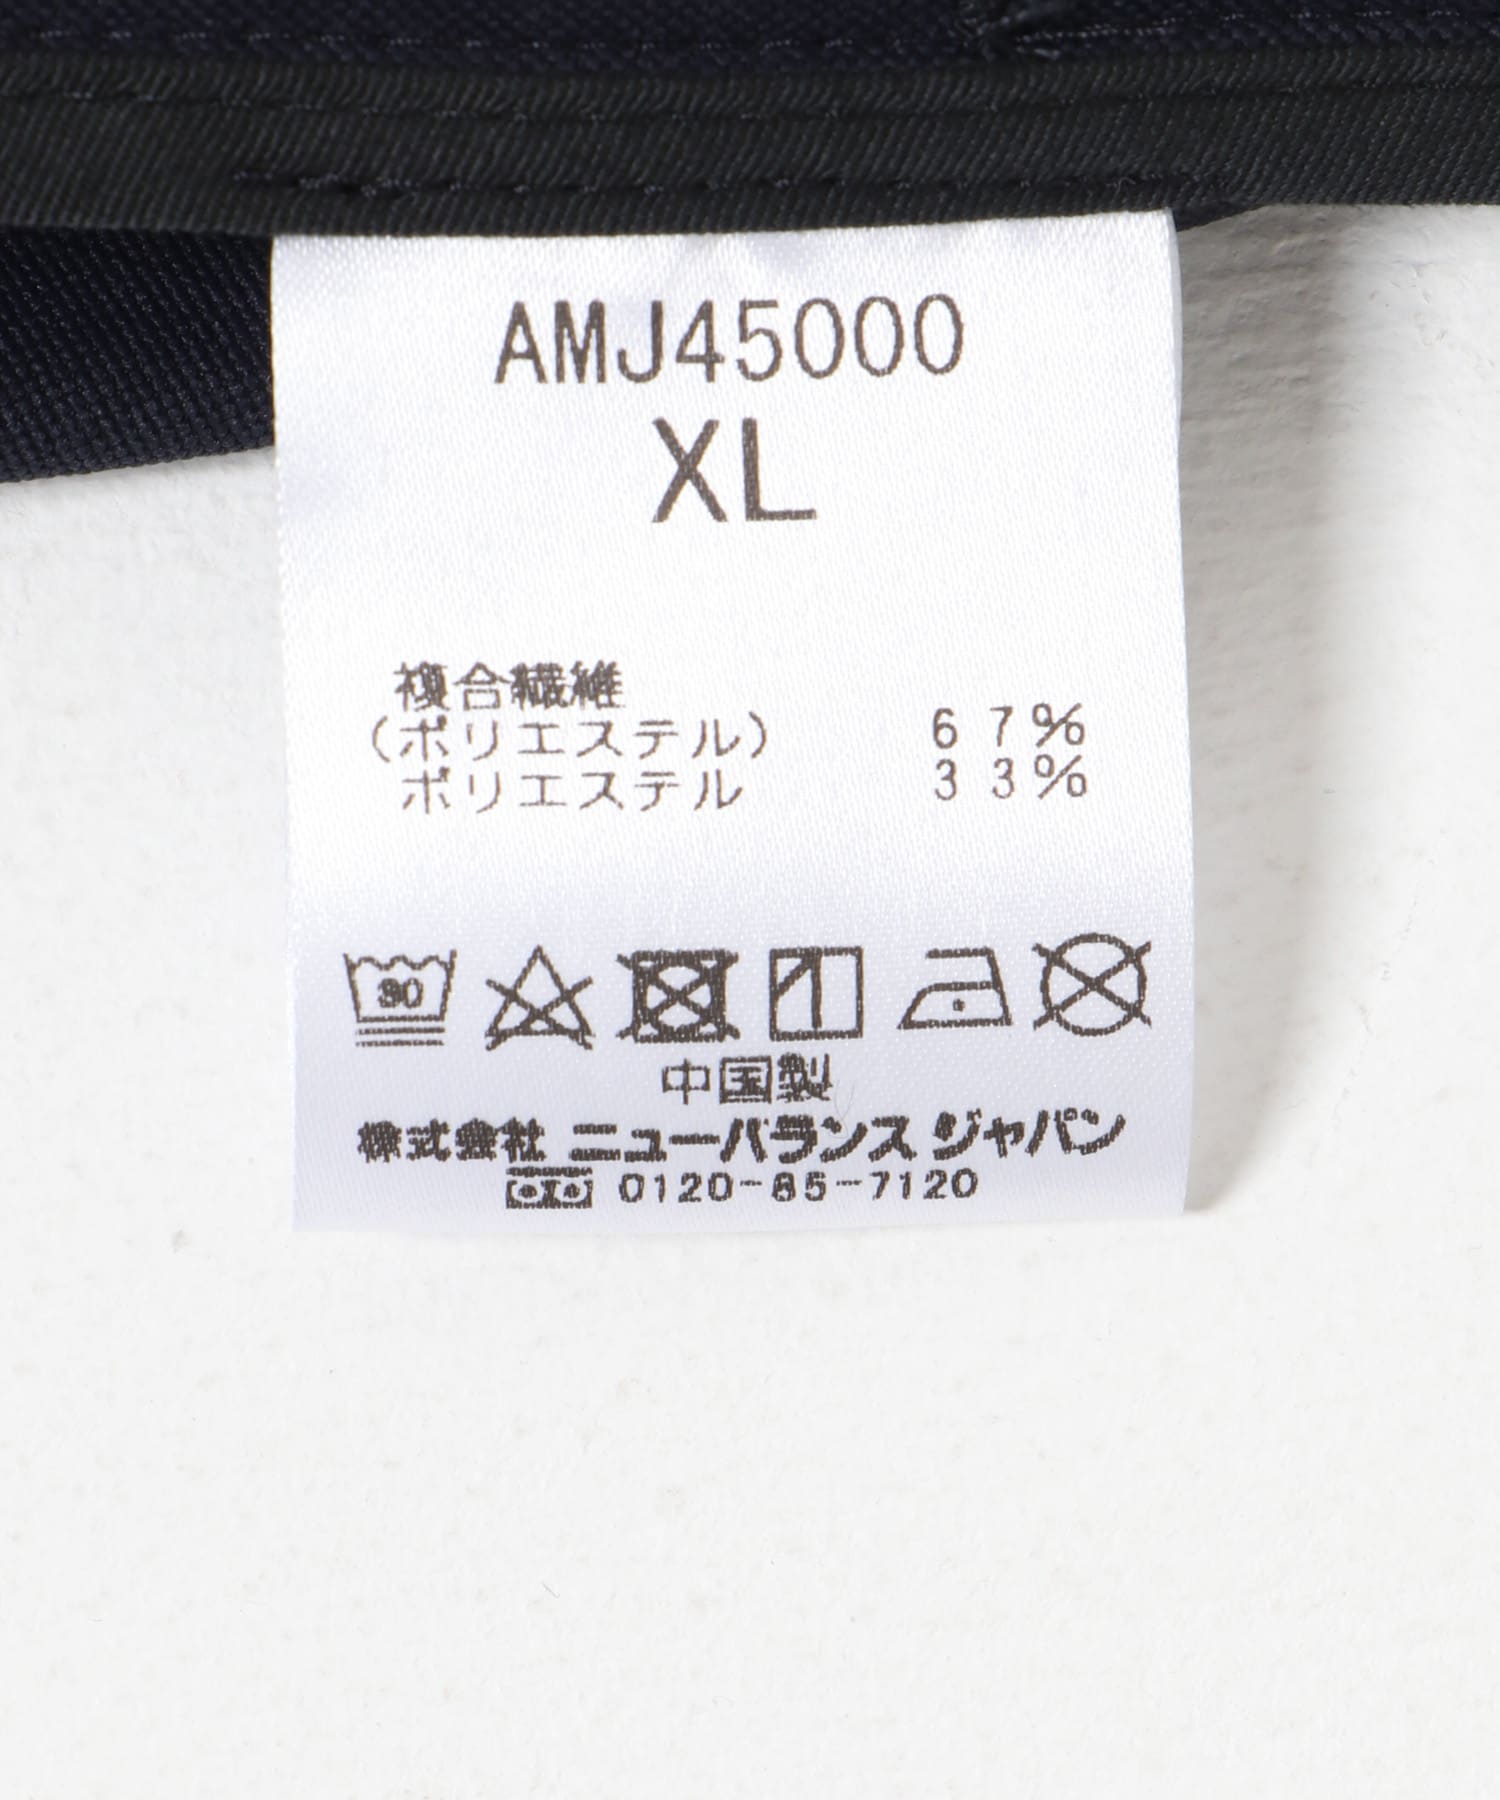 AMJ45000
XL
複合繊維
(ポリエステル) 67%
ポリエステル 33%
30
中国製
株式会社 ニューバランス ジャパン
0120-85-7120